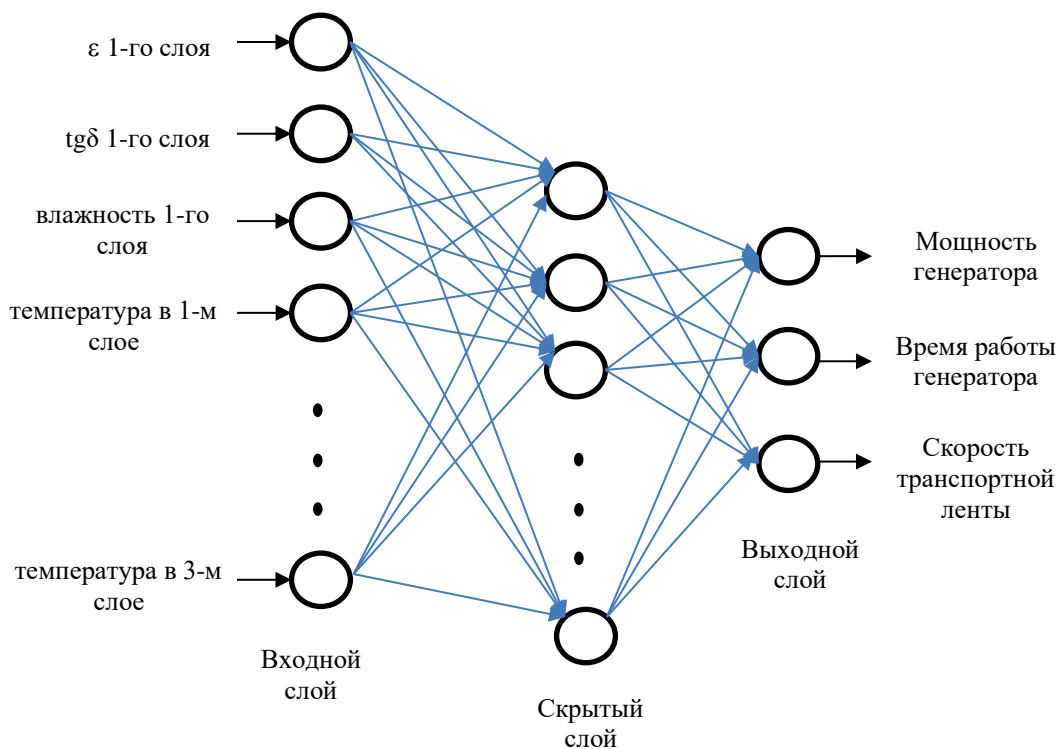 ε 1-го слоя
tgδ 1-го слоя
влажность 1-го
слоя
температура в 1-м
слое
температура в 3-м
слое
Входной
слой
Скрытый
слой
Выходной
слой
Мощность
генератора
Время работы
генератора
Скорость
транспортной
ленты